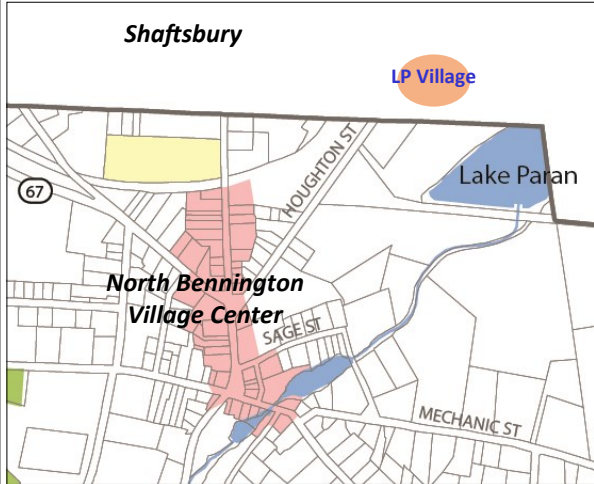 Shaftsbury
LP Village
HOUGHTON ST
Lake Paran
67
North Bennington
Village Center
SAGE ST
MECHANIC ST